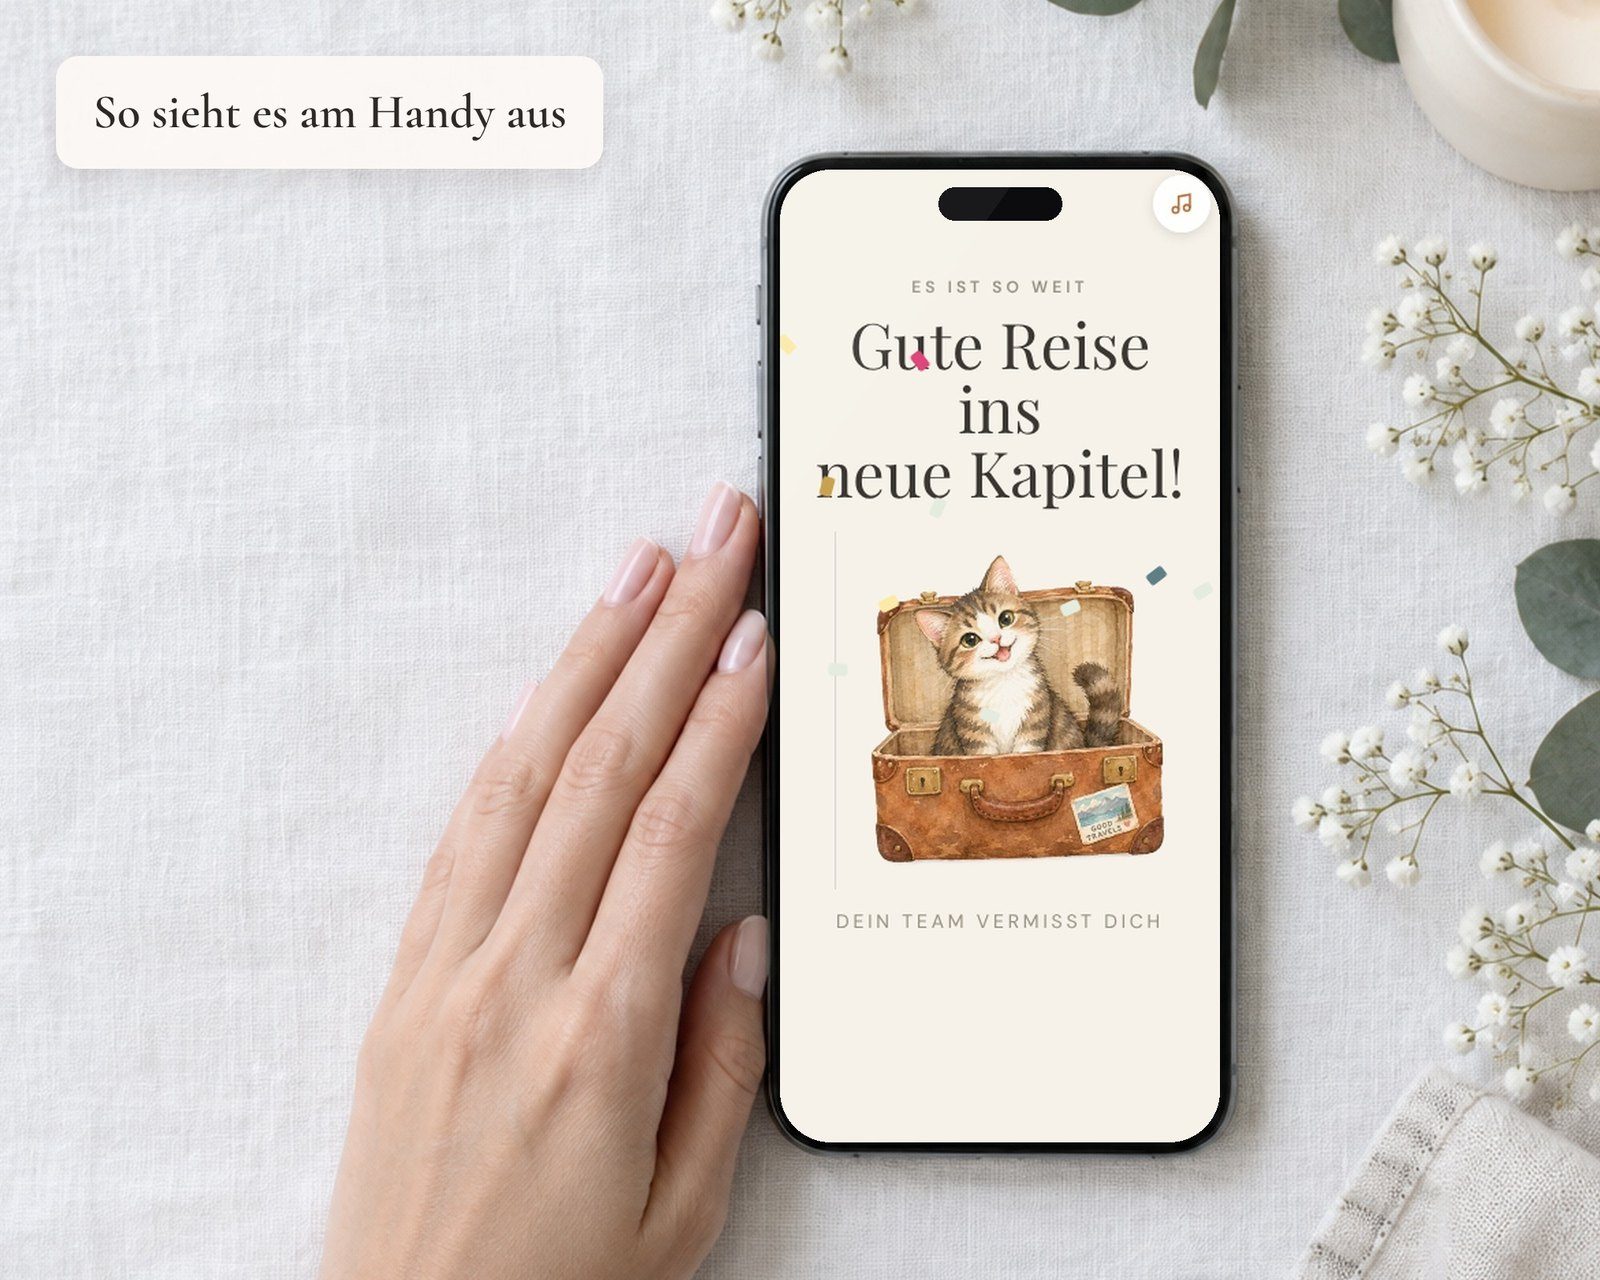 So sieht es am Handy aus
ES IST SO WEIT
Gute Reise
ins
neue Kapitel!
GOOD
TRAVELS
DEIN TEAM VERMISST DICH